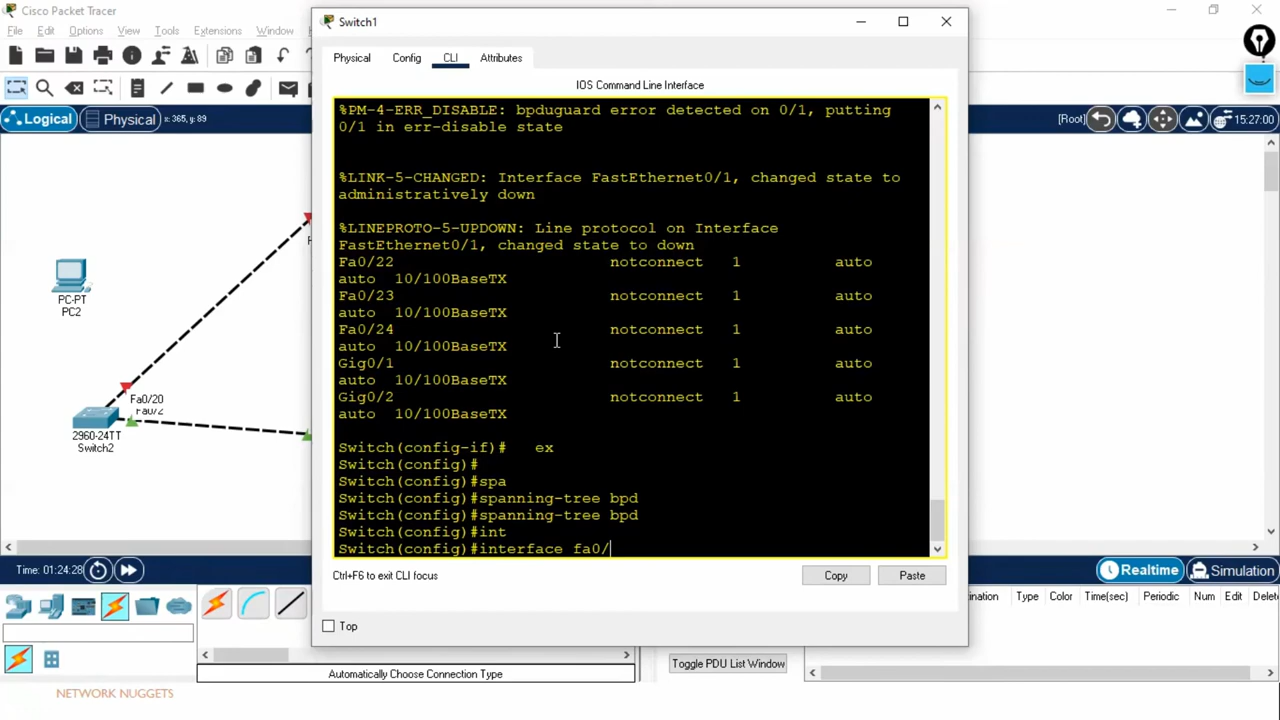 Cisco Packet Tracer
File Edit Options View Tools Extensions Window
Logical Physical x: 365, y: 89
[Root] 15:27:00
PC-PT
PC2
Fa0/20
Fa0/2
2960-24TT
Switch2
Switch1
Physical Config CLI Attributes
IOS Command Line Interface
%PM-4-ERR_DISABLE: bpduguard error detected on 0/1, putting
0/1 in err-disable state
%LINK-5-CHANGED: Interface FastEthernet0/1, changed state to
administratively down
%LINEPROTO-5-UPDOWN: Line protocol on Interface
FastEthernet0/1, changed state to down
Fa0/22 notconnect 1 auto
auto 10/100BaseTX
Fa0/23 notconnect 1 auto
auto 10/100BaseTX
Fa0/24 notconnect 1 auto
auto 10/100BaseTX
Gig0/1 notconnect 1 auto
auto 10/100BaseTX
Gig0/2 notconnect 1 auto
auto 10/100BaseTX
Switch(config-if)# ex
Switch(config)#
Switch(config)#spa
Switch(config)#spanning-tree bpd
Switch(config)#spanning-tree bpd
Switch(config)#int
Switch(config)#interface fa0/
Ctrl+F6 to exit CLI focus
Copy Paste
Top
Time: 01:24:28
Realtime Simulation
Type Color Time(sec) Periodic Num Edit
Automatically Choose Connection Type
Toggle PDU List Window
NETWORK NUGGETS